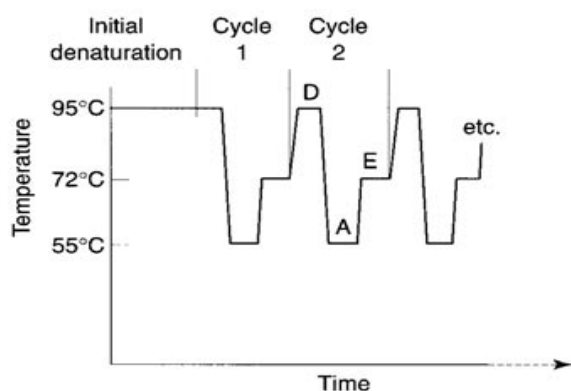 Initial
denaturation
Cycle
1
Cycle
2
D
95°C
etc.
E
72°C
Temperature
A
55°C
Time